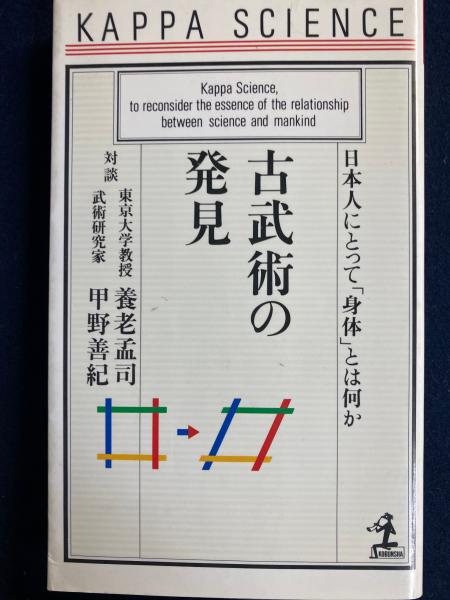 KAPPA SCIENCE
Kappa Science,
to reconsider the essence of the relationship
between science and mankind
日本人にとって「身体」とは何か
古武術の
発見
対談
東京大学教授 養老孟司
武術研究家 甲野善紀
KOBUNSHA